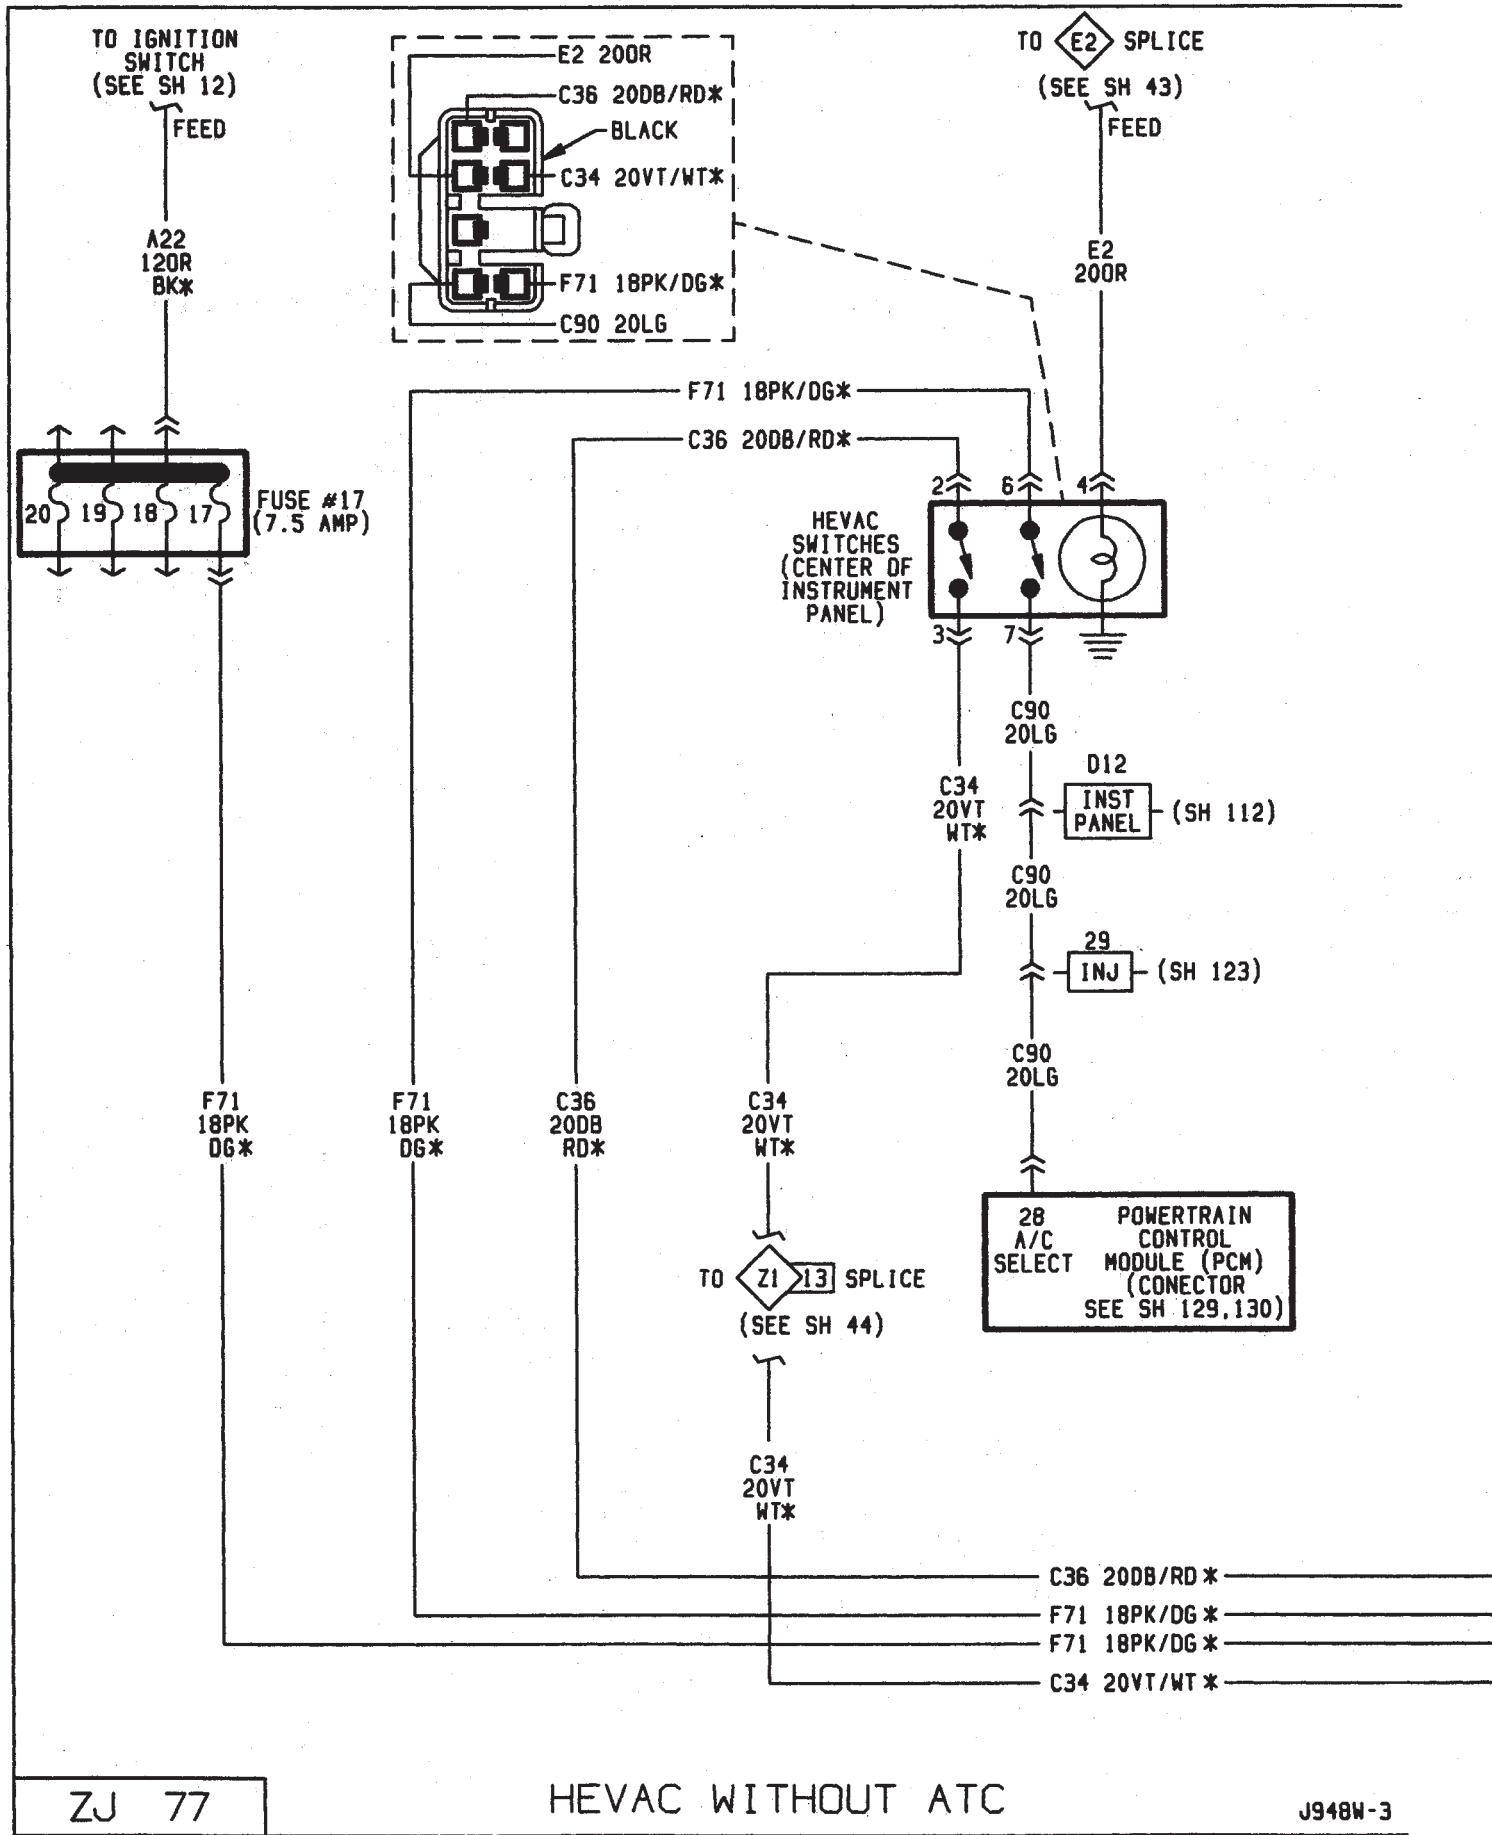 TO IGNITION
SWITCH
(SEE SH 12)
FEED
A22
12OR
BK*
E2 20OR
C36 20DB/RD*
BLACK
C34 20VT/WT*
F71 18PK/DG*
C90 20LG
TO E2 SPLICE
(SEE SH 43)
FEED
E2
20OR
F71 18PK/DG*
C36 20DB/RD*
20 19 18 17
FUSE #17
(7.5 AMP)
2 6 4
HEVAC
SWITCHES
(CENTER OF
INSTRUMENT
PANEL)
3 7
C90
20LG
D12
INST
PANEL
(SH 112)
C34
20VT
WT*
C90
20LG
29
INJ
(SH 123)
C90
20LG
F71
18PK
DG*
F71
18PK
DG*
C36
20DB
RD*
C34
20VT
WT*
28
A/C
SELECT
POWERTRAIN
CONTROL
MODULE (PCM)
(CONECTOR
SEE SH 129,130)
TO Z1 13 SPLICE
(SEE SH 44)
C34
20VT
WT*
C36 20DB/RD*
F71 18PK/DG*
F71 18PK/DG*
C34 20VT/WT*
ZJ 77
HEVAC WITHOUT ATC
J948W-3